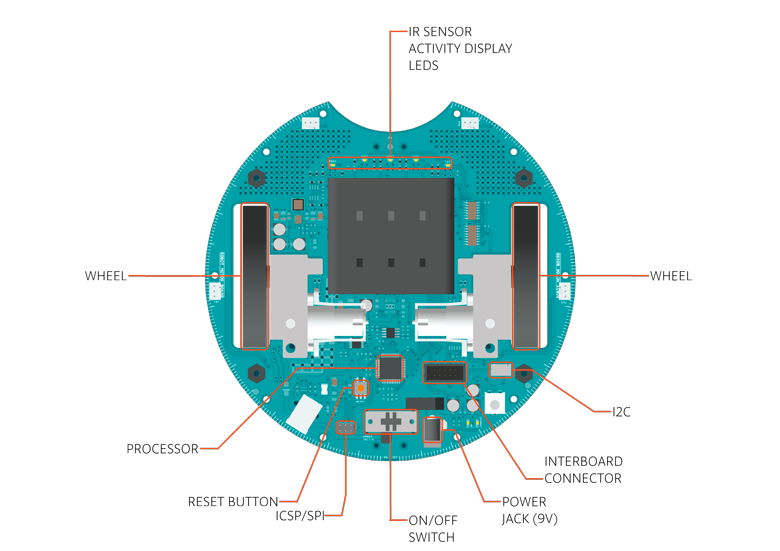 IR SENSOR
ACTIVITY DISPLAY
LEDS
WHEEL
WHEEL
I2C
PROCESSOR
INTERBOARD
CONNECTOR
RESET BUTTON
POWER
JACK (9V)
ICSP/SPI
ON/OFF
SWITCH